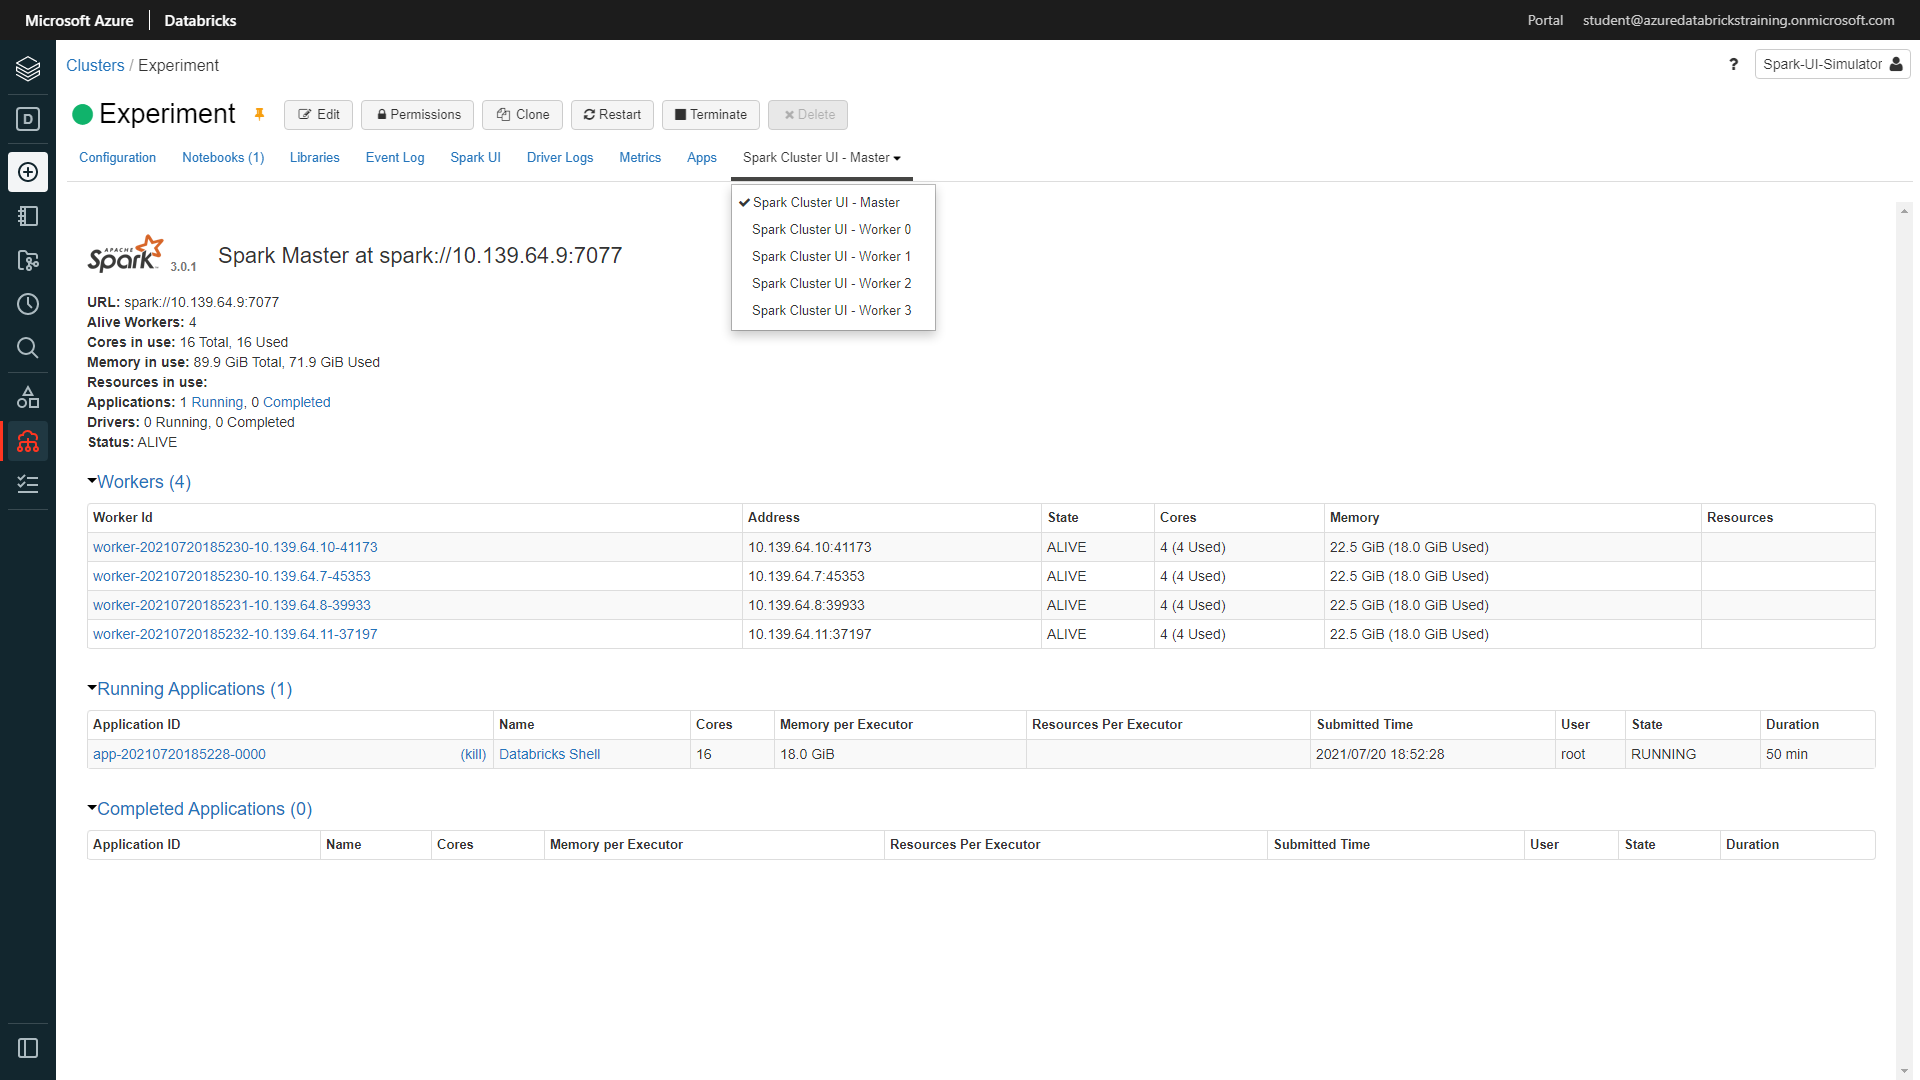 Microsoft Azure Databricks Portal student@azuredatabrickstraining.onmicrosoft.com
Clusters / Experiment ? Spark-UI-Simulator
D
Experiment Edit Permissions Clone Restart Terminate Delete
Configuration Notebooks (1) Libraries Event Log Spark UI Driver Logs Metrics Apps Spark Cluster UI - Master
Spark Cluster UI - Master
Spark Cluster UI - Worker 0
Spark Cluster UI - Worker 1
Spark Cluster UI - Worker 2
Spark Cluster UI - Worker 3
APACHE Spark 3.0.1 Spark Master at spark://10.139.64.9:7077
URL: spark://10.139.64.9:7077
Alive Workers: 4
Cores in use: 16 Total, 16 Used
Memory in use: 89.9 GiB Total, 71.9 GiB Used
Resources in use:
Applications: 1 Running, 0 Completed
Drivers: 0 Running, 0 Completed
Status: ALIVE
Workers (4)
Worker Id Address State Cores Memory Resources
worker-20210720185230-10.139.64.10-41173 10.139.64.10:41173 ALIVE 4 (4 Used) 22.5 GiB (18.0 GiB Used)
worker-20210720185230-10.139.64.7-45353 10.139.64.7:45353 ALIVE 4 (4 Used) 22.5 GiB (18.0 GiB Used)
worker-20210720185231-10.139.64.8-39933 10.139.64.8:39933 ALIVE 4 (4 Used) 22.5 GiB (18.0 GiB Used)
worker-20210720185232-10.139.64.11-37197 10.139.64.11:37197 ALIVE 4 (4 Used) 22.5 GiB (18.0 GiB Used)
Running Applications (1)
Application ID Name Cores Memory per Executor Resources Per Executor Submitted Time User State Duration
app-20210720185228-0000 (kill) Databricks Shell 16 18.0 GiB 2021/07/20 18:52:28 root RUNNING 50 min
Completed Applications (0)
Application ID Name Cores Memory per Executor Resources Per Executor Submitted Time User State Duration